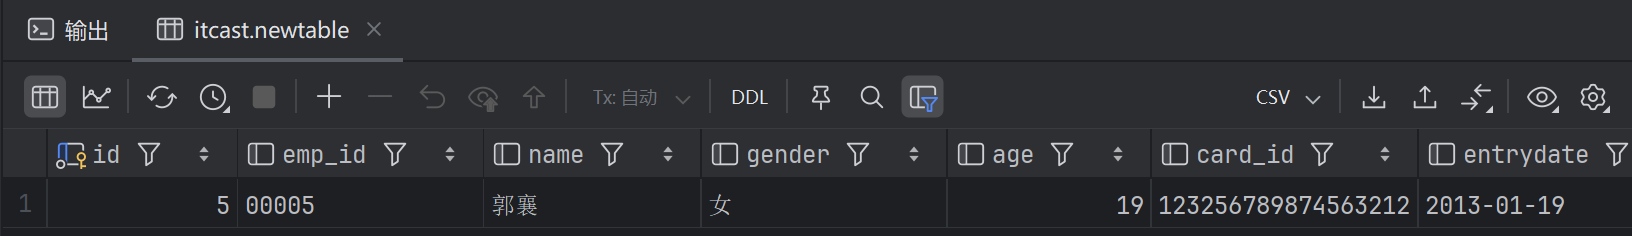 输出 itcast.newtable
Tx: 自动 DDL CSV
id emp_id name gender age card_id entrydate
1 5 00005 郭襄 女 19 123256789874563212 2013-01-19